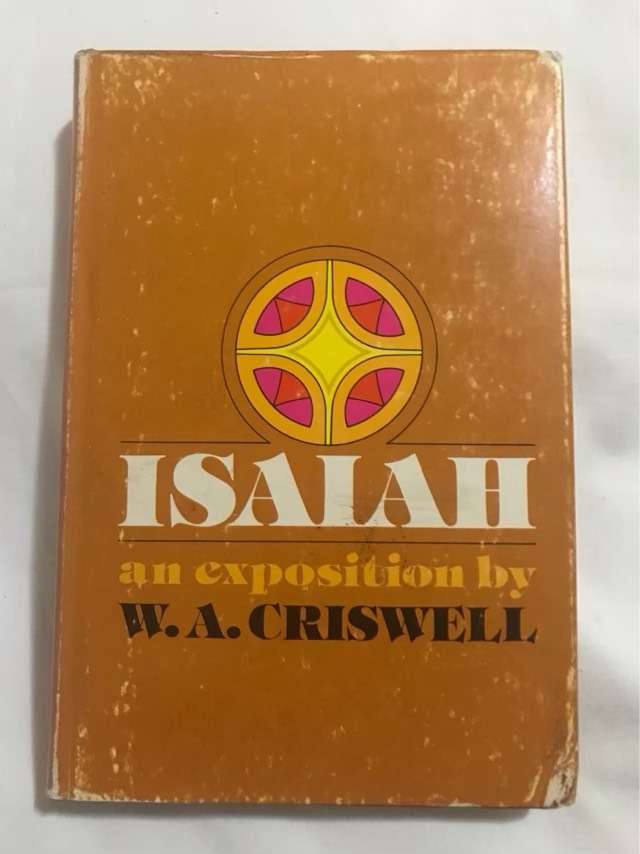 ISAIAH
an exposition by
W. A. CRISWELL